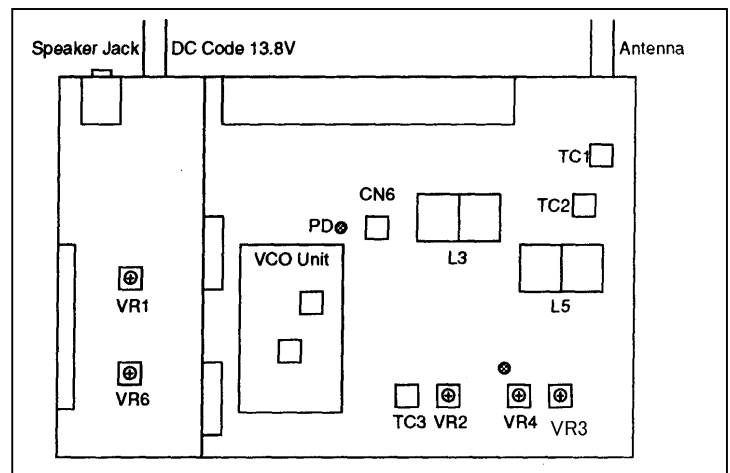 Speaker Jack
DC Code 13.8V
Antenna
TC1
CN6
TC2
PD
L3
VCO Unit
L5
VR1
VR6
TC3
VR2
VR4
VR3